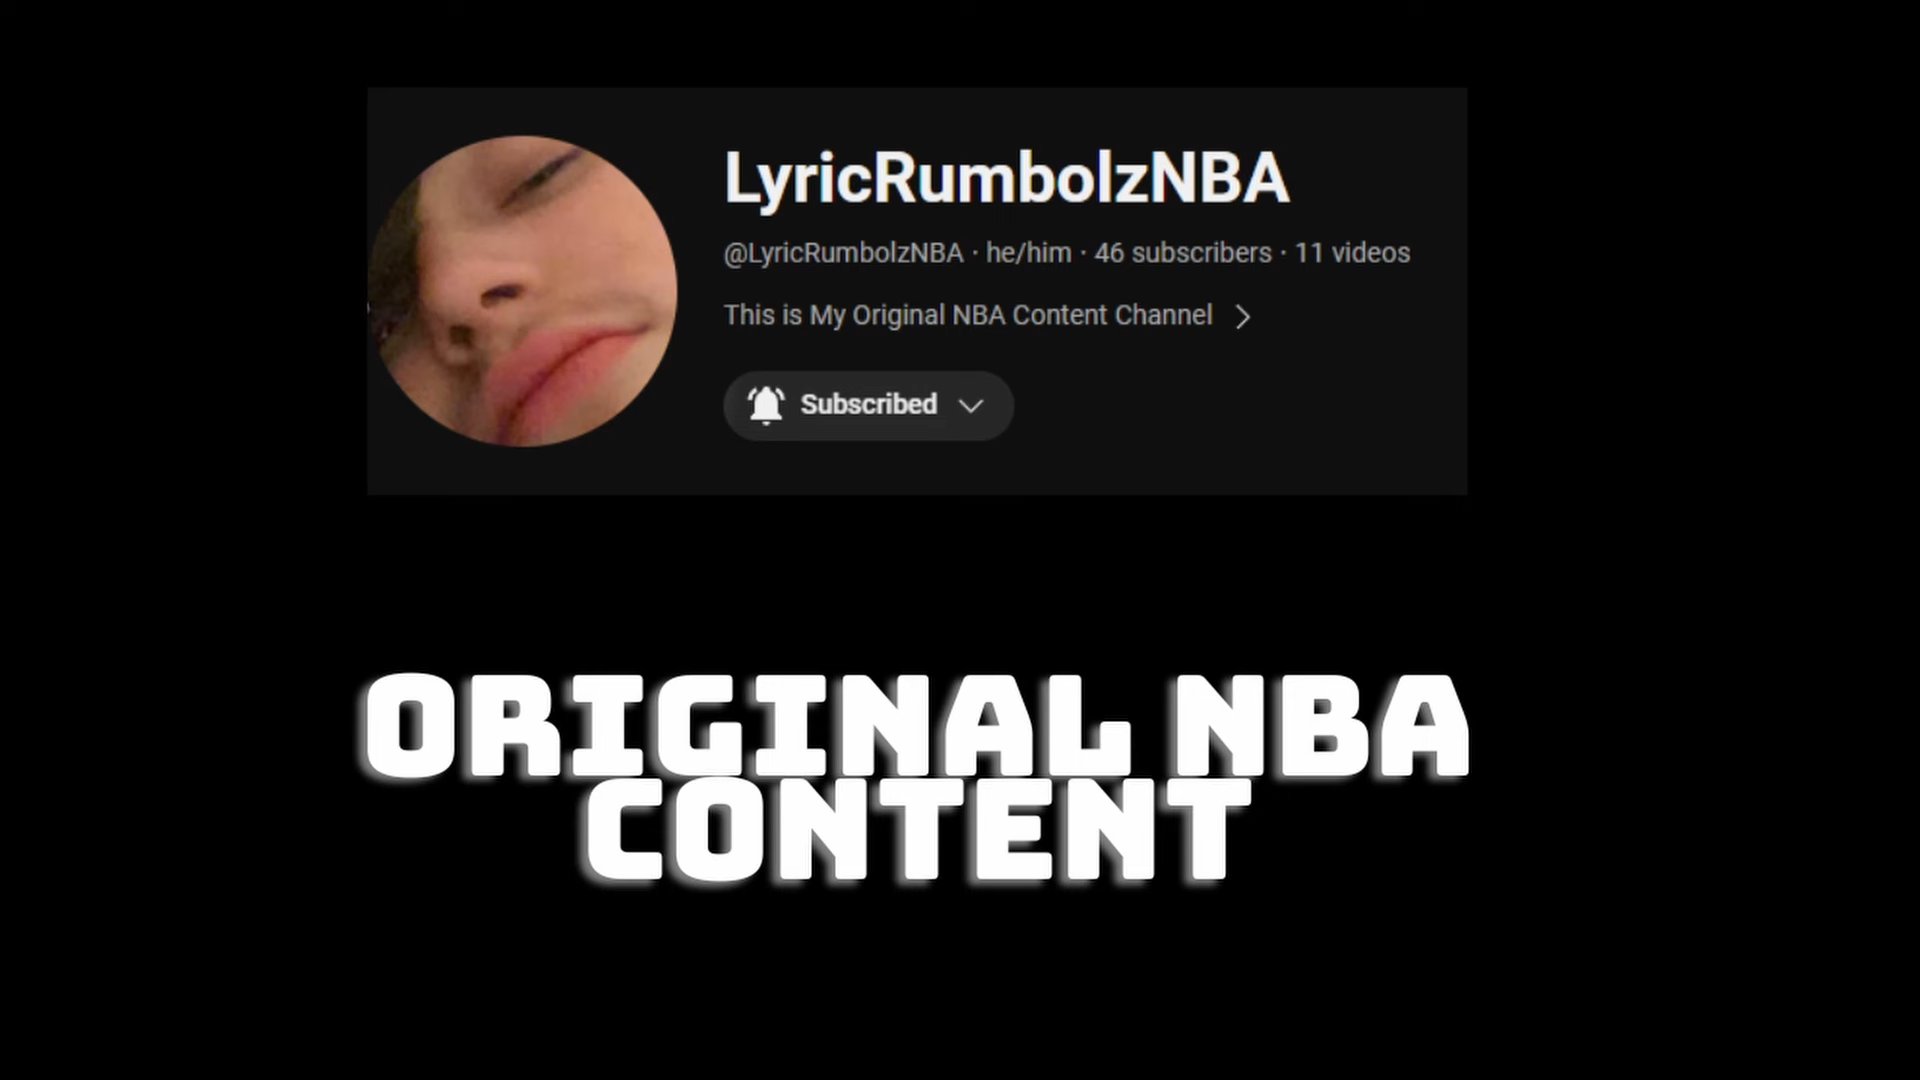 LyricRumbolzNBA
@LyricRumbolzNBA · he/him · 46 subscribers · 11 videos
This is My Original NBA Content Channel
Subscribed
ORIGINAL NBA
CONTENT